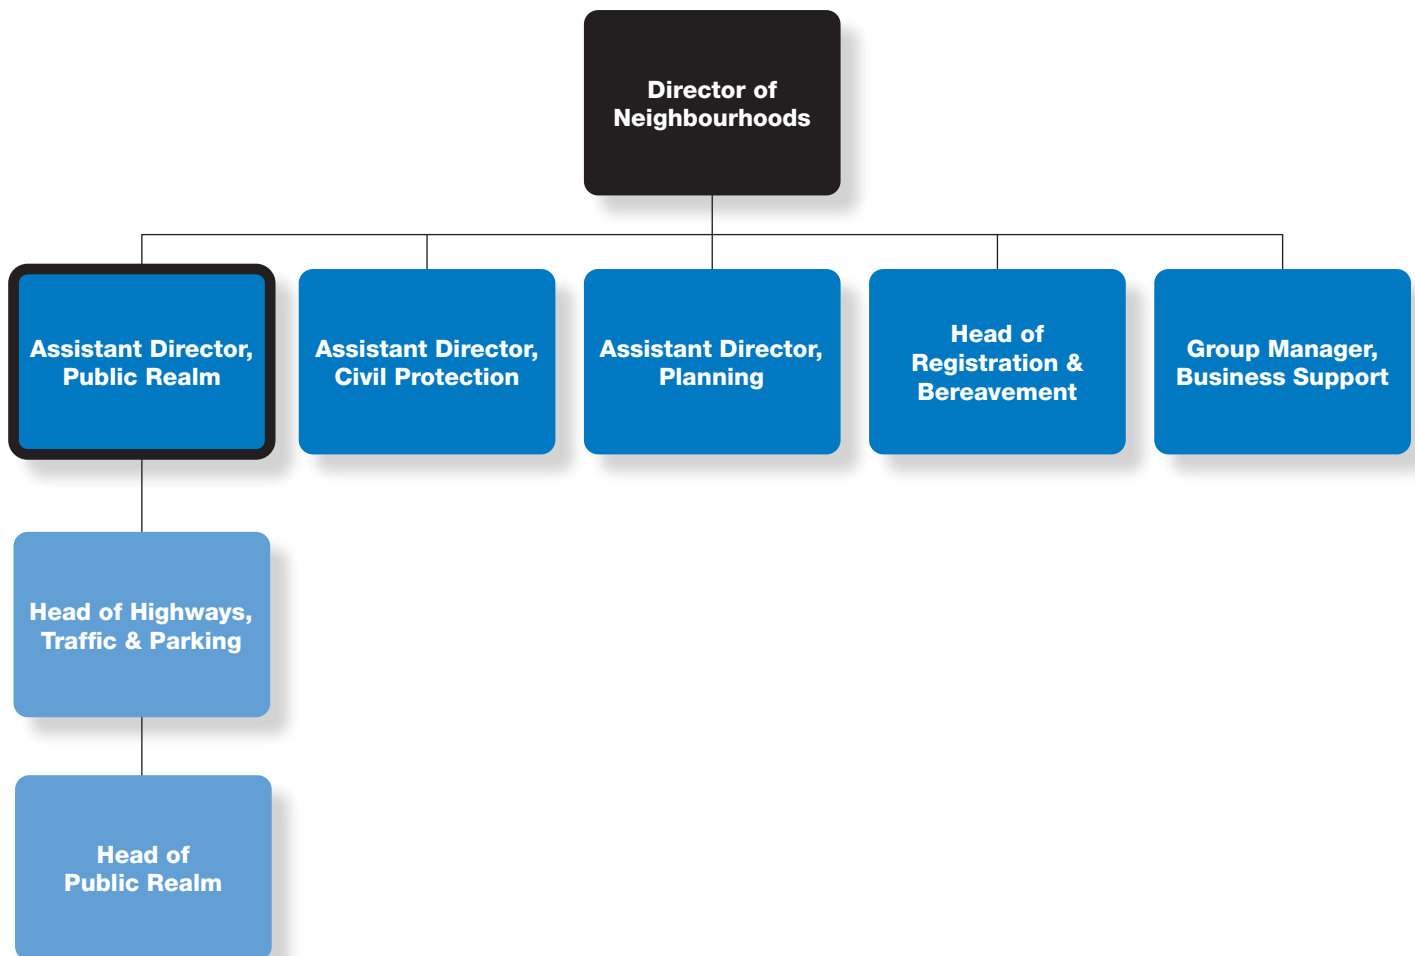 Director of
Neighbourhoods
Assistant Director,
Public Realm
Assistant Director,
Civil Protection
Assistant Director,
Planning
Head of
Registration &
Bereavement
Group Manager,
Business Support
Head of Highways,
Traffic & Parking
Head of
Public Realm